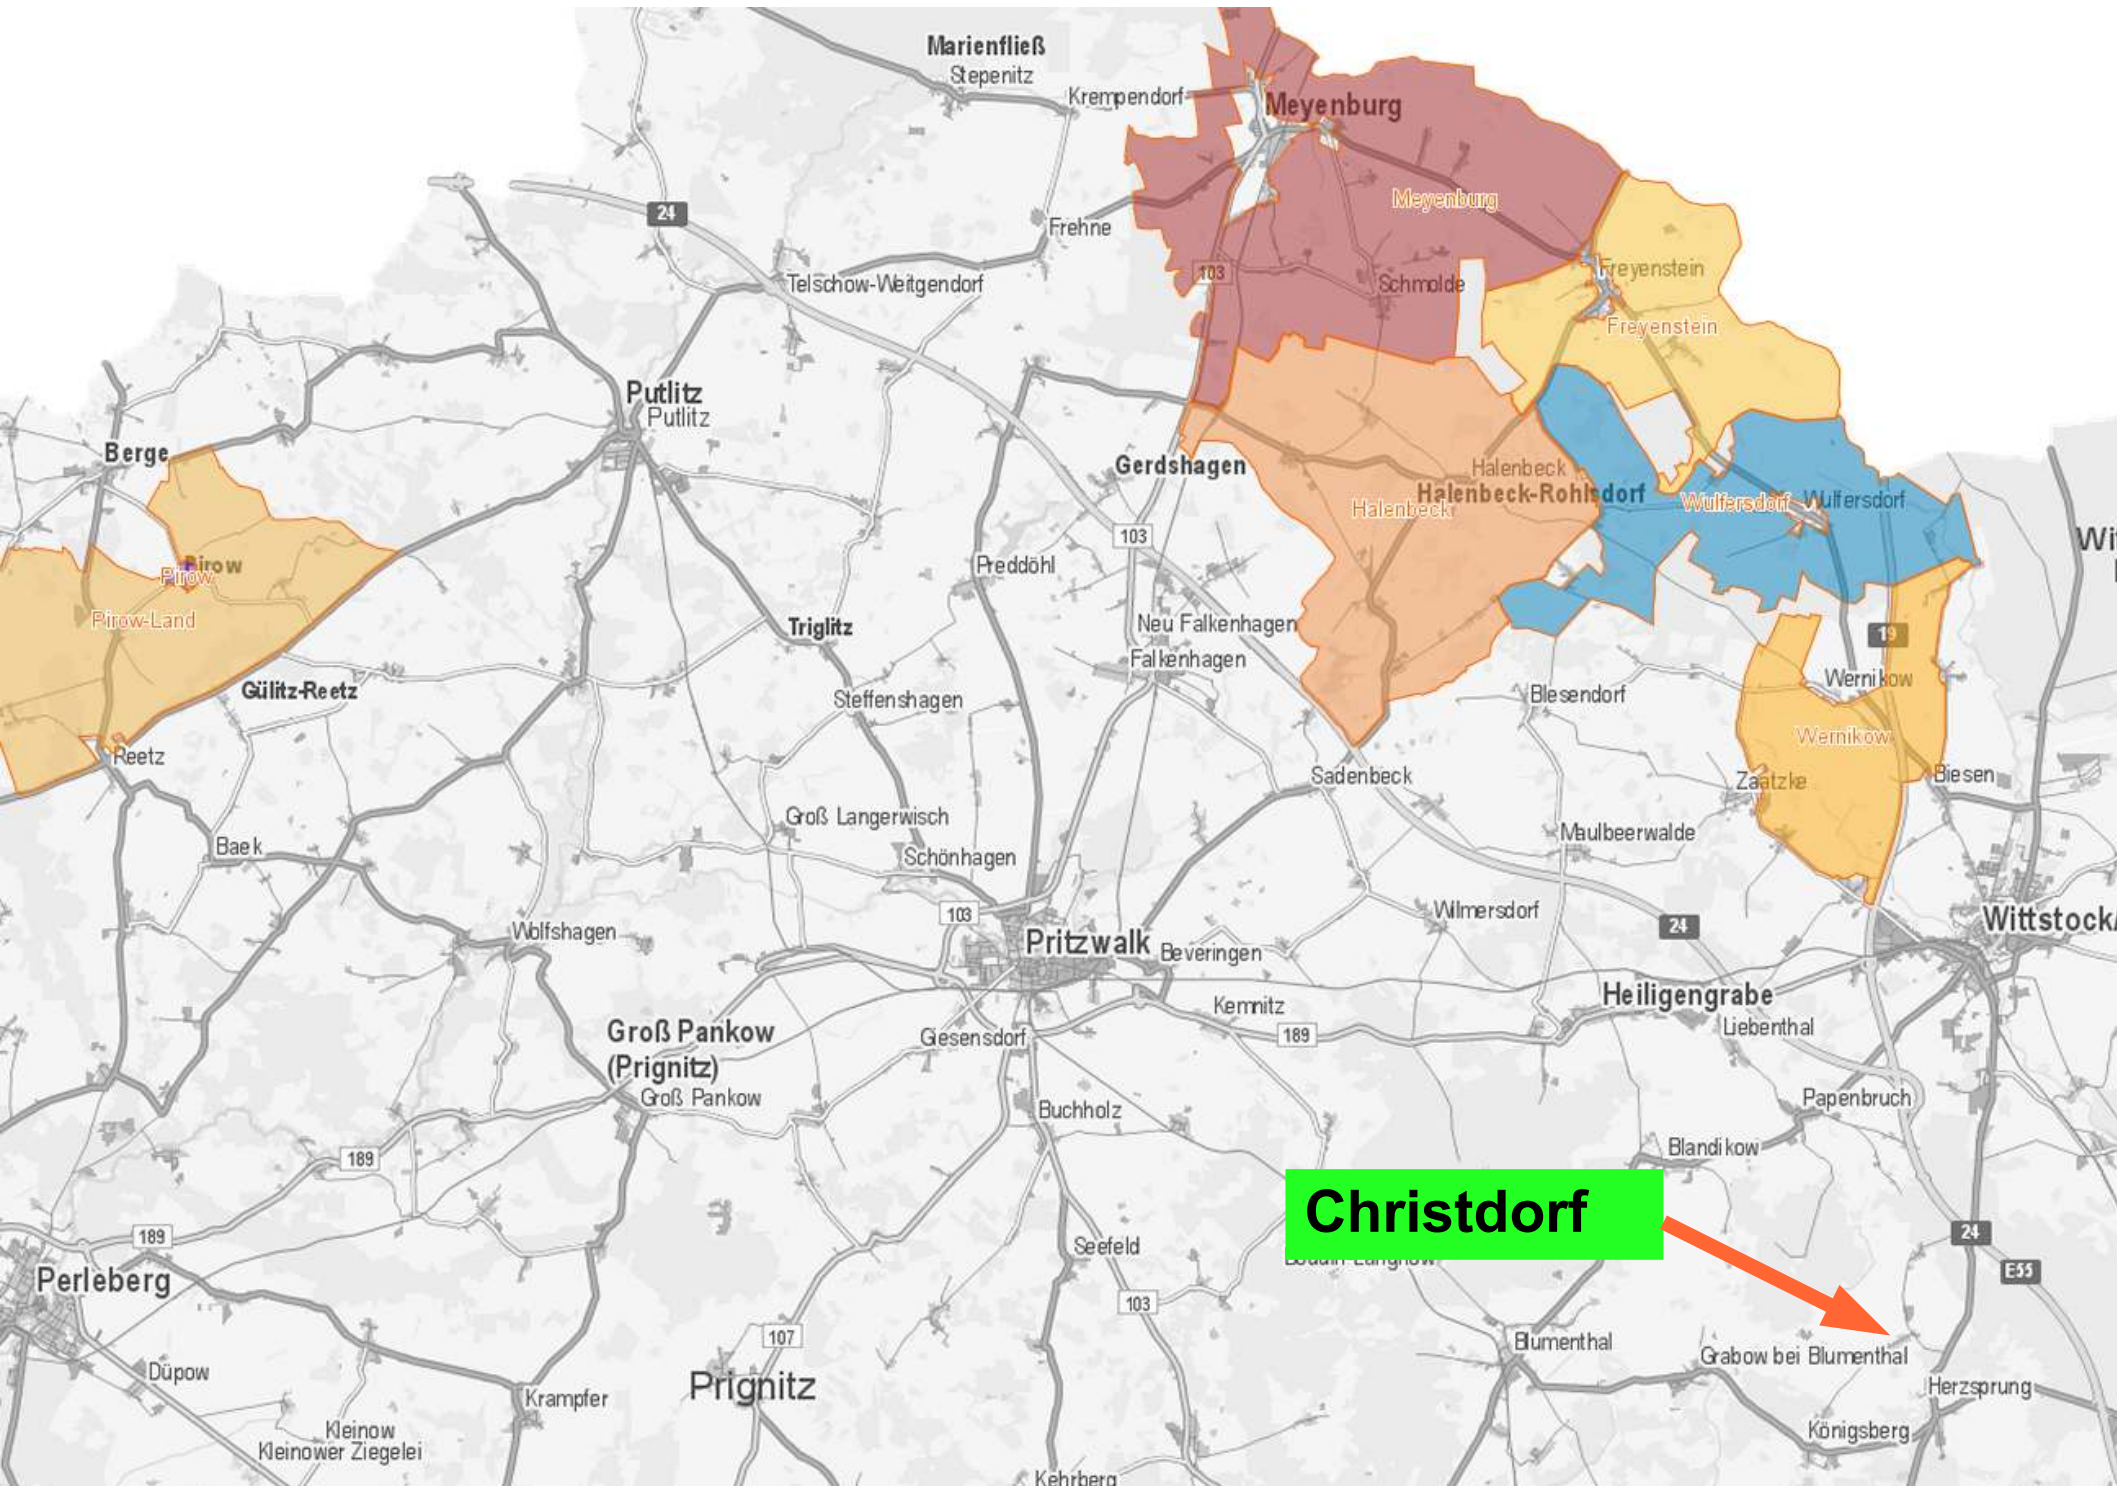 Marienfließ
Stepenitz
Krempendorf
Meyenburg
Meyenburg
24
Frehne
Telschow-Weitgendorf
103
Schmolde
Freyenstein
Freyenstein
Putlitz
Putlitz
Berge
Gerdshagen
Halenbeck
Halenbeck-Rohlsdorf
Halenbeck
Wulfersdorf
Wulfersdorf
103
Pirow
Pirow
Pirow-Land
Preddöhl
Triglitz
Neu Falkenhagen
Falkenhagen
19
Gülitz-Reetz
Steffenshagen
Blesendorf
Wernikow
Wernikow
Reetz
Sadenbeck
Zaatzke
Biesen
Groß Langerwisch
Maulbeerwalde
Baek
Schönhagen
103
Wilmersdorf
24
Wittstock/
Wolfshagen
Pritzwalk
Beveringen
Heiligengrabe
Kemnitz
189
Liebenthal
Groß Pankow
(Prignitz)
Groß Pankow
Giesensdorf
Buchholz
Papenbruch
Blandikow
189
Christdorf
189
Seefeld
24
E55
Perleberg
103
107
Blumenthal
Grabow bei Blumenthal
Düpow
Prignitz
Krampfer
Herzsprung
Kleinow
Kleinower Ziegelei
Königsberg
Kehrberg